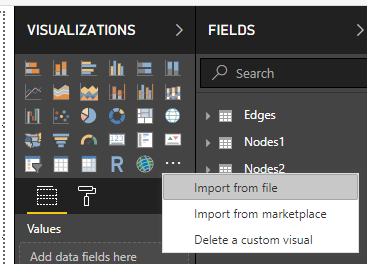 VISUALIZATIONS
FIELDS
Search
Edges
Nodes1
Nodes2
R
Import from file
Import from marketplace
Delete a custom visual
Values
Add data fields here